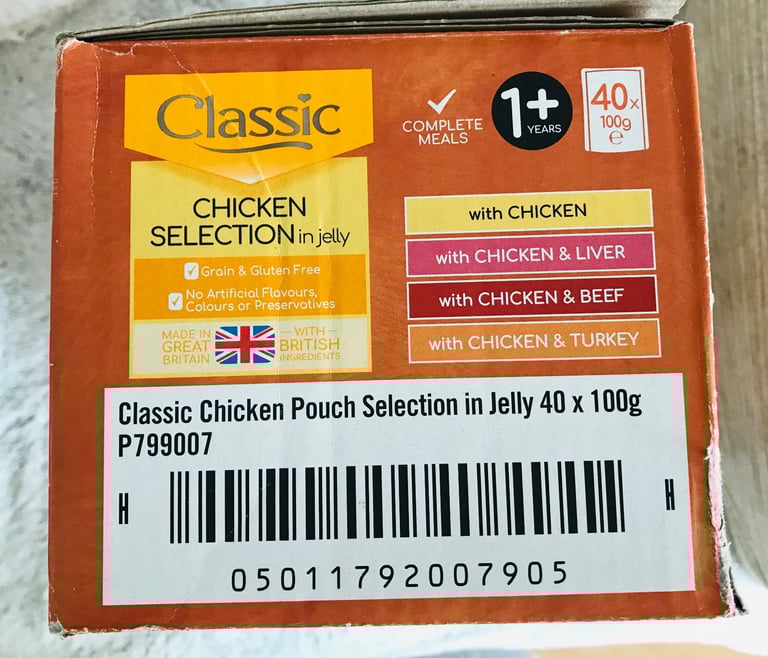 Classic
CHICKEN
SELECTION in jelly
Grain & Gluten Free
No Artificial Flavours,
Colours or Preservatives
MADE IN
GREAT
BRITAIN
WITH
BRITISH
INGREDIENTS
COMPLETE
MEALS
1+
YEARS
40x
100g
e
with CHICKEN
with CHICKEN & LIVER
with CHICKEN & BEEF
with CHICKEN & TURKEY
Classic Chicken Pouch Selection in Jelly 40 x 100g
P799007
H
H
05011792007905